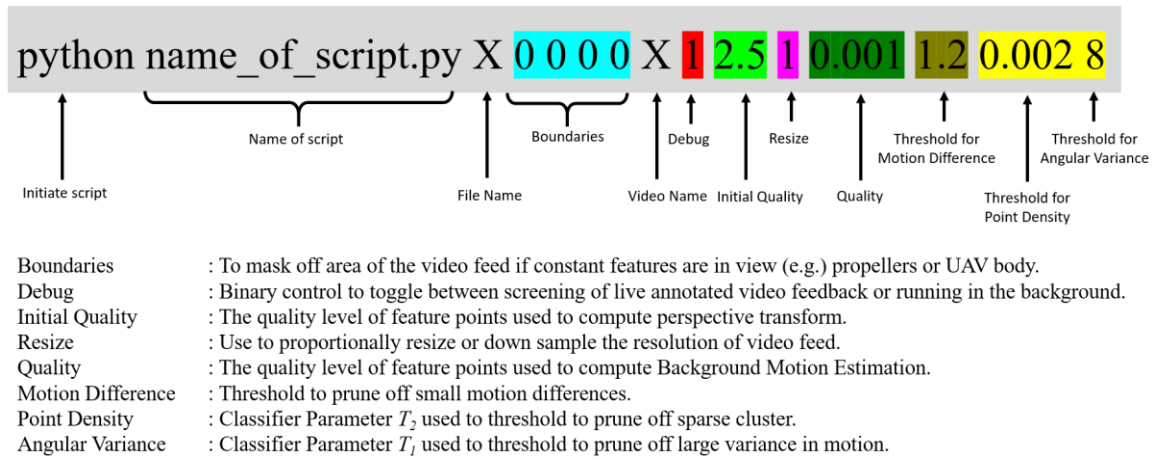 python name_of_script.py X 0 0 0 0 X 1 2.5 1 0.001 1.2 0.002 8
Initiate script
Name of script
File Name
Boundaries
Video Name
Debug
Initial Quality
Resize
Quality
Threshold for
Motion Difference
Threshold for
Point Density
Threshold for
Angular Variance
Boundaries : To mask off area of the video feed if constant features are in view (e.g.) propellers or UAV body.
Debug : Binary control to toggle between screening of live annotated video feedback or running in the background.
Initial Quality : The quality level of feature points used to compute perspective transform.
Resize : Use to proportionally resize or down sample the resolution of video feed.
Quality : The quality level of feature points used to compute Background Motion Estimation.
Motion Difference : Threshold to prune off small motion differences.
Point Density : Classifier Parameter T2 used to threshold to prune off sparse cluster.
Angular Variance : Classifier Parameter T1 used to threshold to prune off large variance in motion.